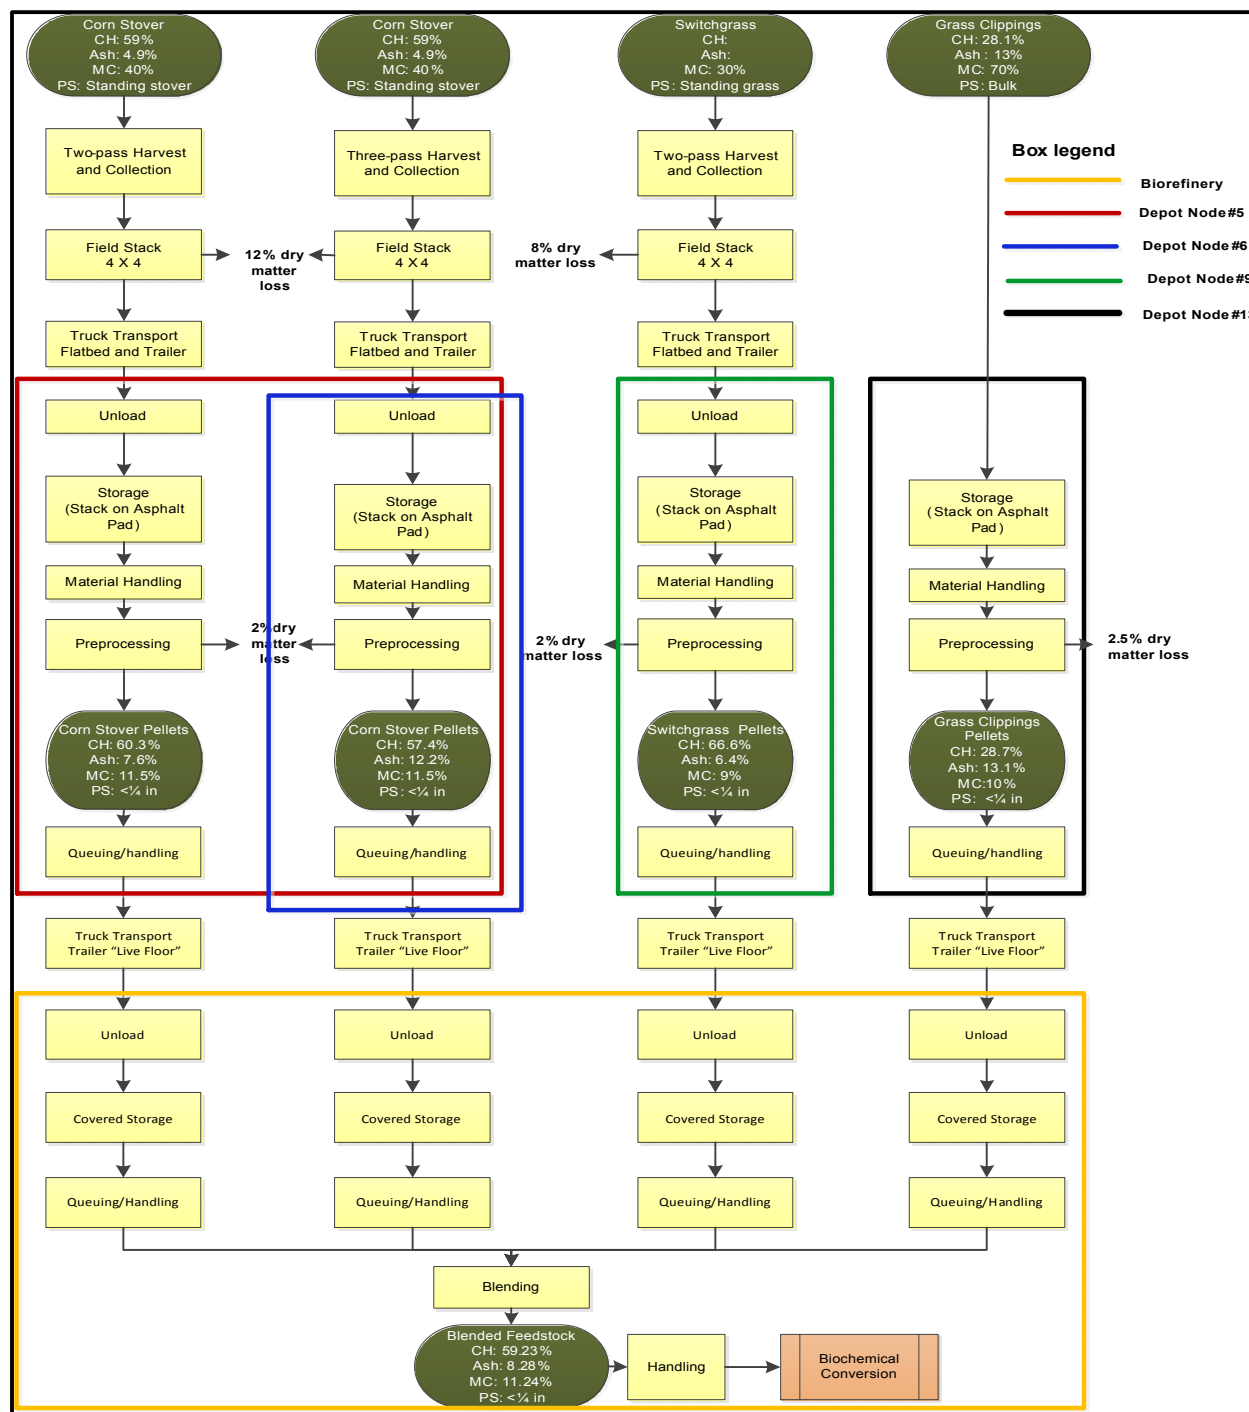 Corn Stover
CH: 59%
Ash: 4.9%
MC: 40%
PS: Standing stover
Corn Stover
CH: 59%
Ash: 4.9%
MC: 40%
PS: Standing stover
Switchgrass
CH:
Ash:
MC: 30%
PS: Standing grass
Grass Clippings
CH: 28.1%
Ash : 13%
MC: 70%
PS: Bulk
Two-pass Harvest
and Collection
Three-pass Harvest
and Collection
Two-pass Harvest
and Collection
Box legend
Biorefinery
Depot Node#5
Depot Node#6
Depot Node#9
Depot Node#1
Field Stack
4 X 4
12% dry
matter
loss
Field Stack
4 X 4
8% dry
matter loss
Field Stack
4 X 4
Truck Transport
Flatbed and Trailer
Truck Transport
Flatbed and Trailer
Truck Transport
Flatbed and Trailer
Unload
Unload
Unload
Storage
(Stack on Asphalt
Pad)
Storage
(Stack on Asphalt
Pad)
Storage
(Stack on Asphalt
Pad)
Storage
(Stack on Asphalt
Pad)
Material Handling
Material Handling
Material Handling
Material Handling
Preprocessing
2%dry
matter
loss
Preprocessing
2% dry
matter loss
Preprocessing
Preprocessing
2.5% dry
matter loss
Corn Stover Pellets
CH: 60.3%
Ash: 7.6%
MC: 11.5%
PS: <¼ in
Corn Stover Pellets
CH: 57.4%
Ash: 12.2%
MC:11.5%
PS: <¼ in
Switchgrass Pellets
CH: 66.6%
Ash: 6.4%
MC: 9%
PS: <¼ in
Grass Clippings
Pellets
CH: 28.7%
Ash: 13.1%
MC:10%
PS: <¼ in
Queuing/handling
Queuing/handling
Queuing/handling
Queuing/handling
Truck Transport
Trailer “Live Floor”
Truck Transport
Trailer “Live Floor”
Truck Transport
Trailer “Live Floor”
Truck Transport
Trailer “Live Floor”
Unload
Unload
Unload
Unload
Covered Storage
Covered Storage
Covered Storage
Covered Storage
Queuing/Handling
Queuing/Handling
Queuing/Handling
Queuing/Handling
Blending
Blended Feedstock
CH: 59.23%
Ash: 8.28%
MC: 11.24%
PS: <¼ in
Handling
Biochemical
Conversion